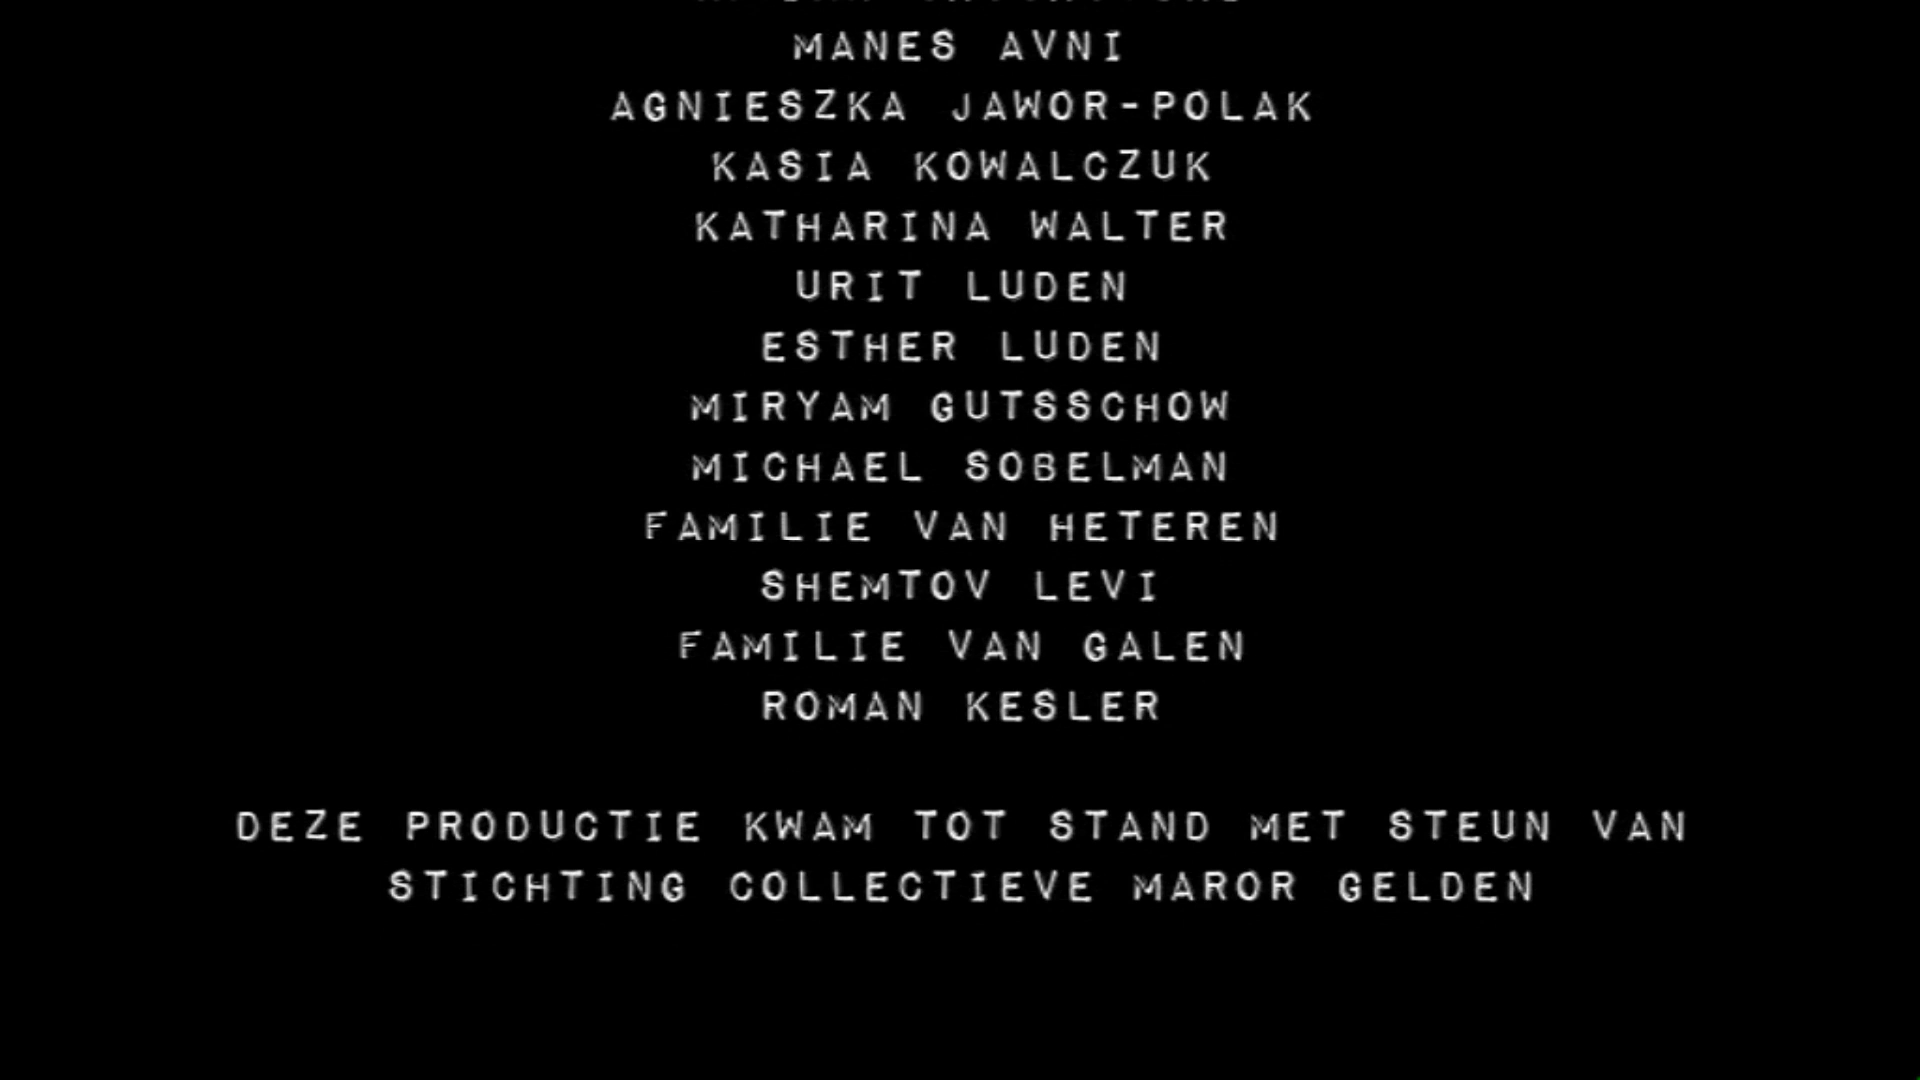 MANES AVNI
AGNIESZKA JAWOR-POLAK
KASIA KOWALCZUK
KATHARINA WALTER
URIT LUDEN
ESTHER LUDEN
MIRYAM GUTSSCHOW
MICHAEL SOBELMAN
FAMILIE VAN HETEREN
SHEMTOV LEVI
FAMILIE VAN GALEN
ROMAN KESLER
DEZE PRODUCTIE KWAM TOT STAND MET STEUN VAN
STICHTING COLLECTIEVE MAROR GELDEN